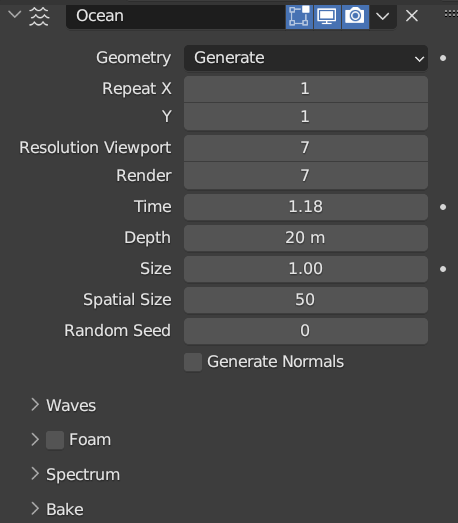 Ocean
Geometry Generate
Repeat X 1
Y 1
Resolution Viewport 7
Render 7
Time 1.18
Depth 20 m
Size 1.00
Spatial Size 50
Random Seed 0
Generate Normals
Waves
Foam
Spectrum
Bake